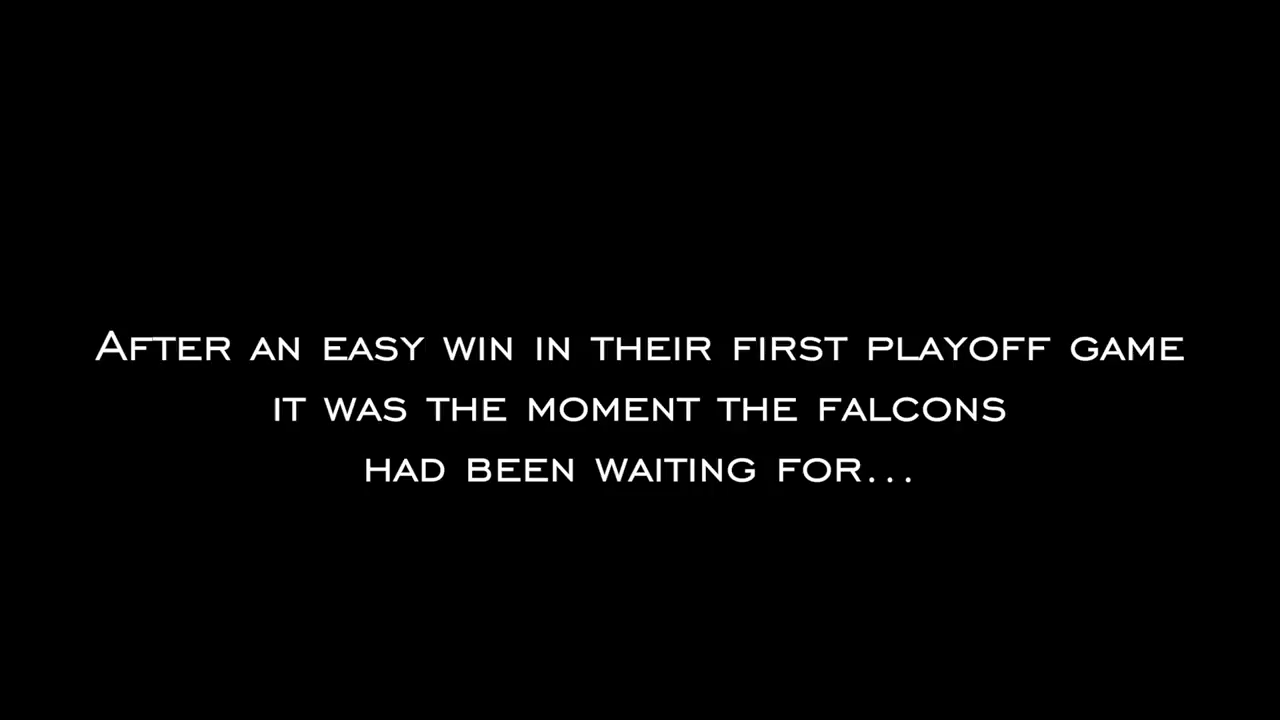 After an easy win in their first playoff game
it was the moment the falcons
had been waiting for...